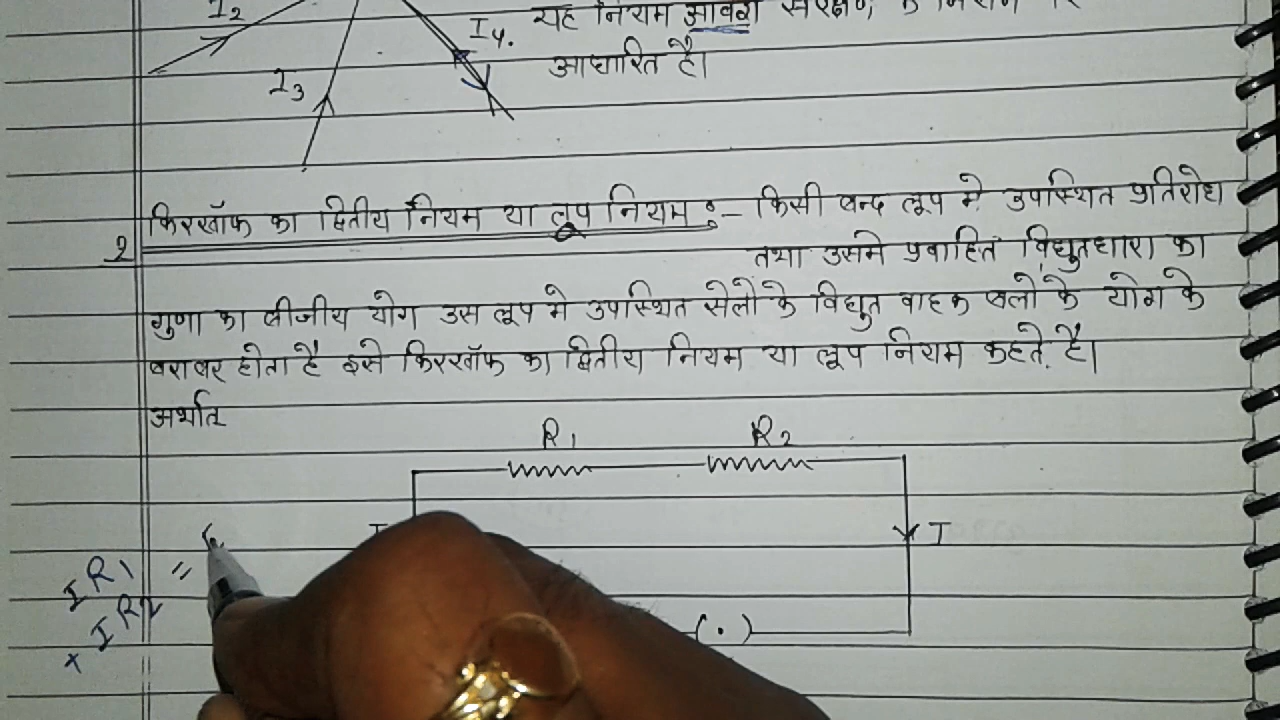 I2
I4. यह नियम आवेश संरक्षण के
I3 आधारित है।
2 किरखॉफ का द्वितीय नियम या लूप नियम :- किसी बन्द लूप मे उपस्थित प्रतिरोध
तथा उसमे प्रवाहित विद्युतधारा का
गुणा का बीजीय योग उस लूप मे उपस्थित सेलों के विद्युत वाहक बलों के योग के
बराबर होता है इसे किरखॉफ का द्वितीय नियम या लूप नियम कहते है।
अर्थात
R1 R2
I I
IR1 =
IR2
(.)